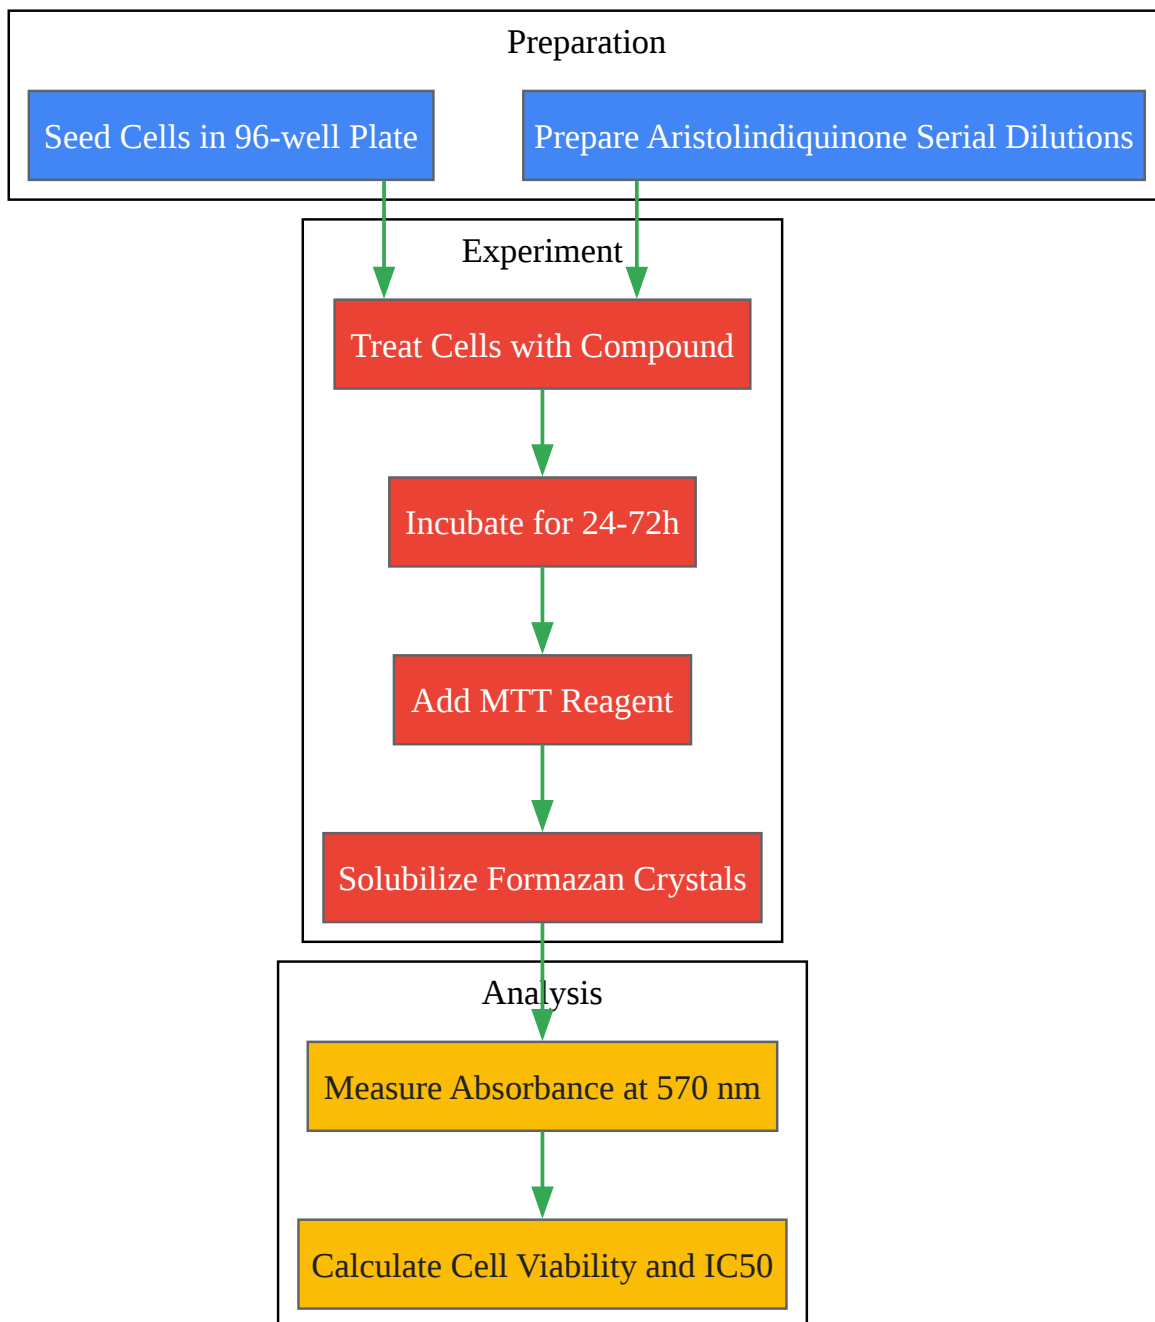 Preparation
Seed Cells in 96-well Plate
Prepare Aristolindiquinone Serial Dilutions
Experiment
Treat Cells with Compound
Incubate for 24-72h
Add MTT Reagent
Solubilize Formazan Crystals
Analysis
Measure Absorbance at 570 nm
Calculate Cell Viability and IC50